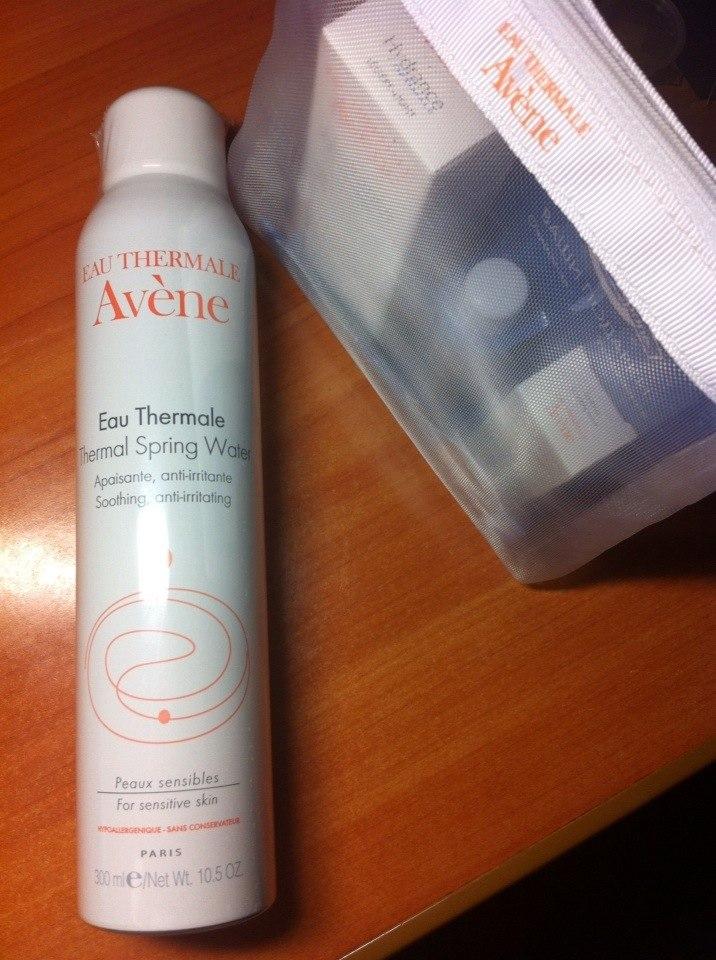 EAU THERMALE
Avène
Eau Thermale
Thermal Spring Water
Apaisante, anti-irritante
Soothing, anti-irritating
Peaux sensibles
For sensitive skin
HYPOALLERGENIQUE - SANS CONSERVATEUR
PARIS
300 ml e/Net Wt. 10.5 OZ.
EAU THERMALE
Avène
Hydrance